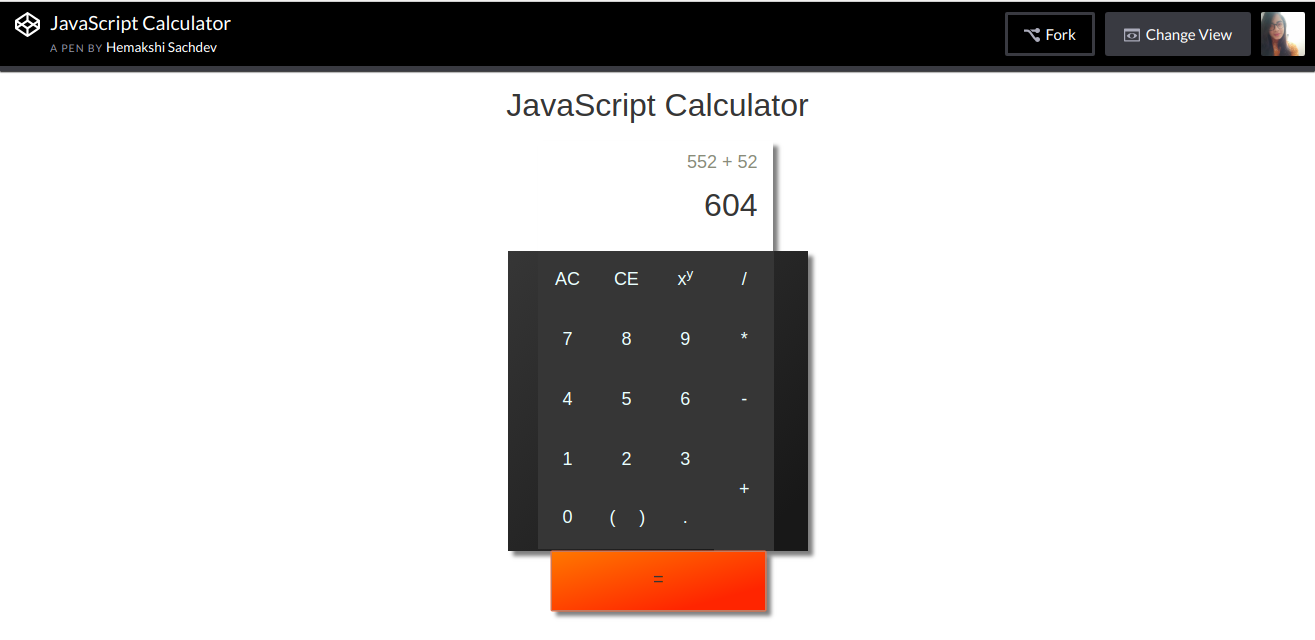 JavaScript Calculator
A PEN BY Hemakshi Sachdev
Fork
Change View
JavaScript Calculator
552 + 52
604
AC CE xʸ /
7 8 9 *
4 5 6 -
1 2 3
+
0 ( ) .
=